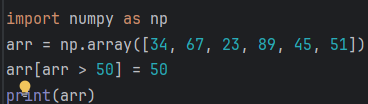 import numpy as np
arr = np.array([34, 67, 23, 89, 45, 51])
arr[arr > 50] = 50
print(arr)